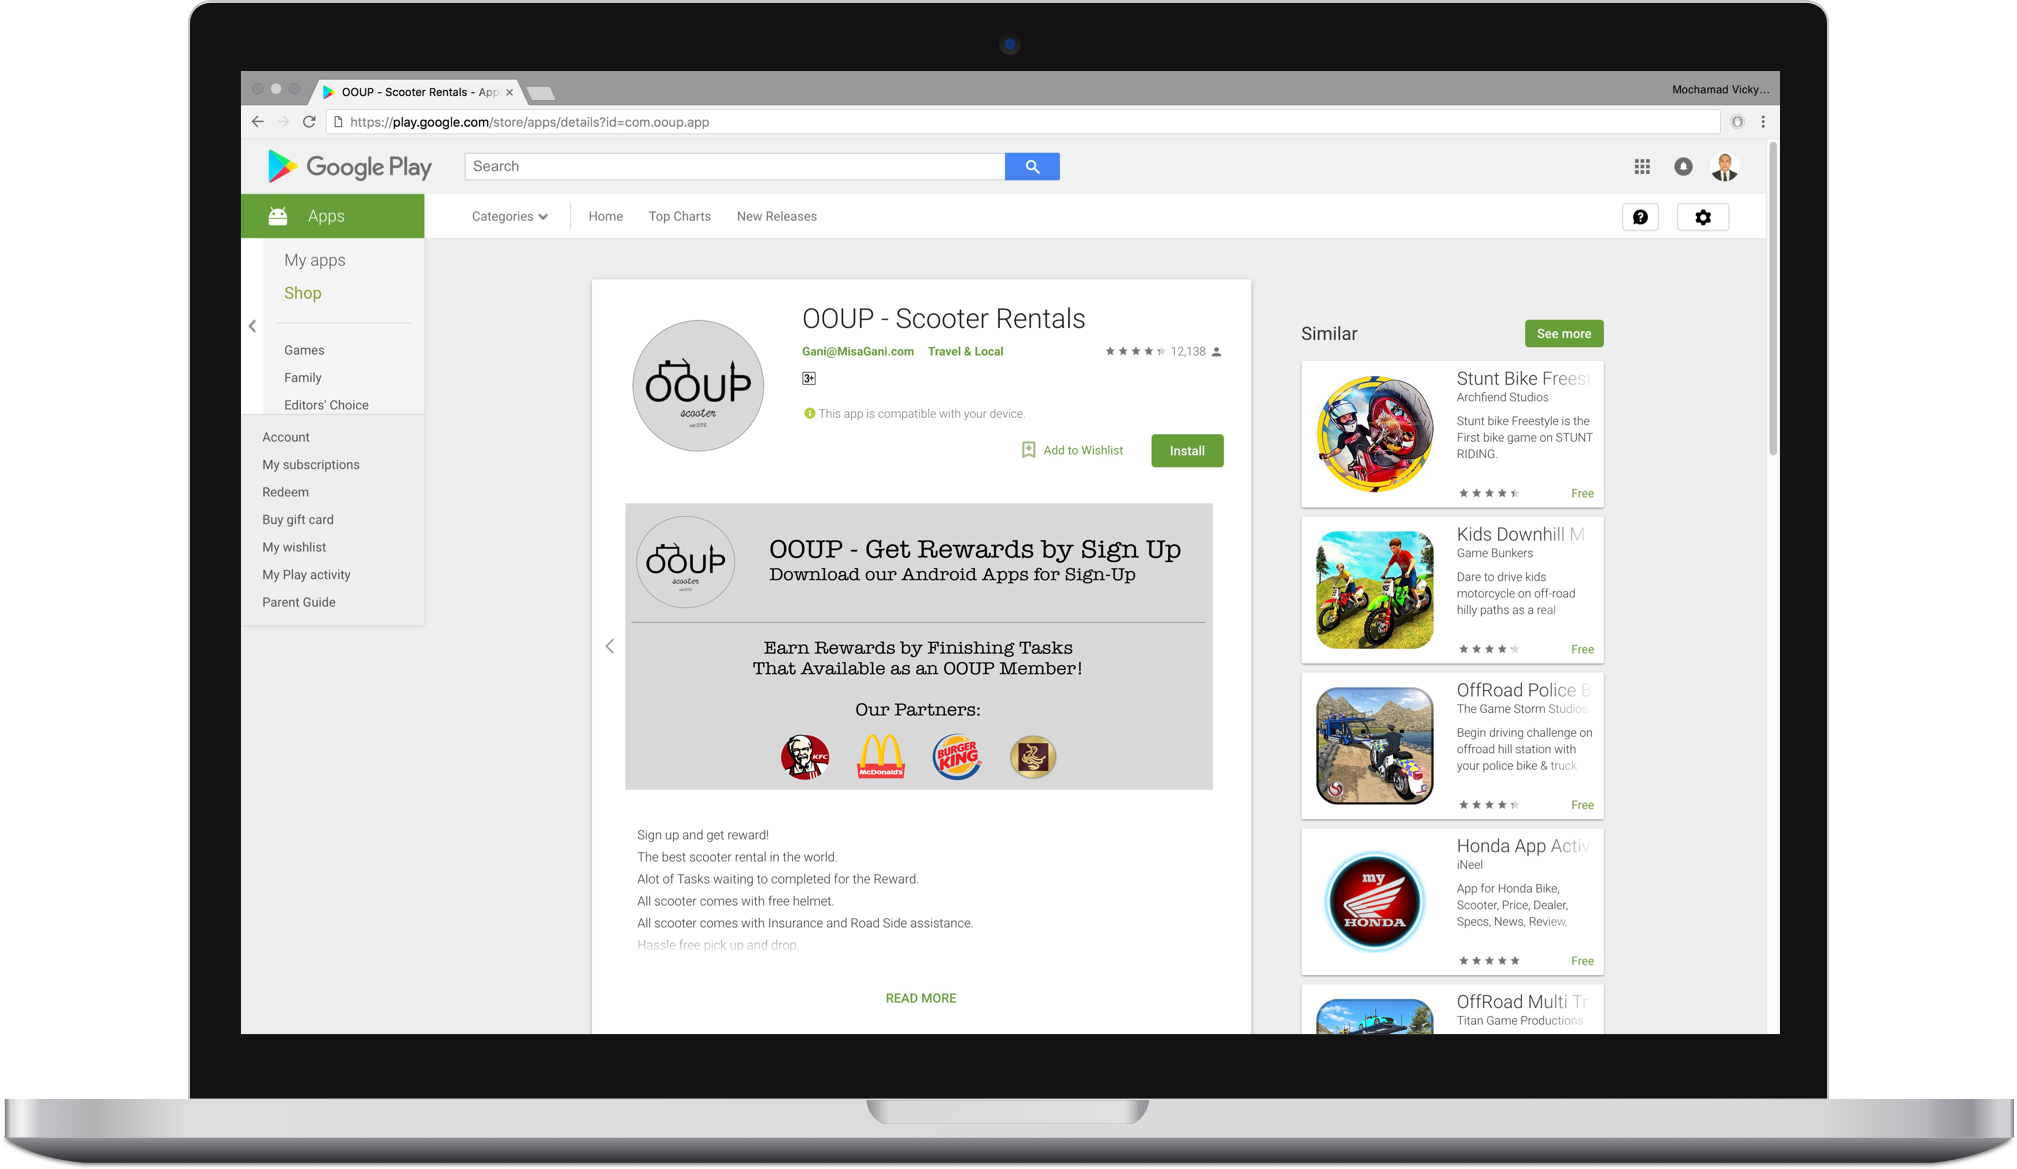 OOUP - Scooter Rentals - App
Mochamad Vicky...
https://play.google.com/store/apps/details?id=com.ooup.app
Google Play
Search
Apps
Categories
Home
Top Charts
New Releases
My apps
Shop
Games
Family
Editors' Choice
Account
My subscriptions
Redeem
Buy gift card
My wishlist
My Play activity
Parent Guide
OOUP
scooter
OOUP - Scooter Rentals
Gani@MisaGani.com Travel & Local
12,138
3+
This app is compatible with your device.
Add to Wishlist
Install
OOUP
scooter
OOUP - Get Rewards by Sign Up
Download our Android Apps for Sign-Up
Earn Rewards by Finishing Tasks
That Available as an OOUP Member!
Our Partners:
KFC
McDonald's
BURGER
KING
Sign up and get reward!
The best scooter rental in the world.
Alot of Tasks waiting to completed for the Reward.
All scooter comes with free helmet.
All scooter comes with Insurance and Road Side assistance.
Hassle free pick up and drop.
READ MORE
Similar
See more
Stunt Bike Freest
Archfiend Studios
Stunt bike Freestyle is the
First bike game on STUNT
RIDING.
Free
Kids Downhill M
Game Bunkers
Dare to drive kids
motorcycle on off-road
hilly paths as a real
Free
OffRoad Police B
The Game Storm Studios
Begin driving challenge on
offroad hill station with
your police bike & truck
Free
my
HONDA
Honda App Activ
iNeel
App for Honda Bike,
Scooter, Price, Dealer,
Specs, News, Review,
Free
OffRoad Multi Tr
Titan Game Productions